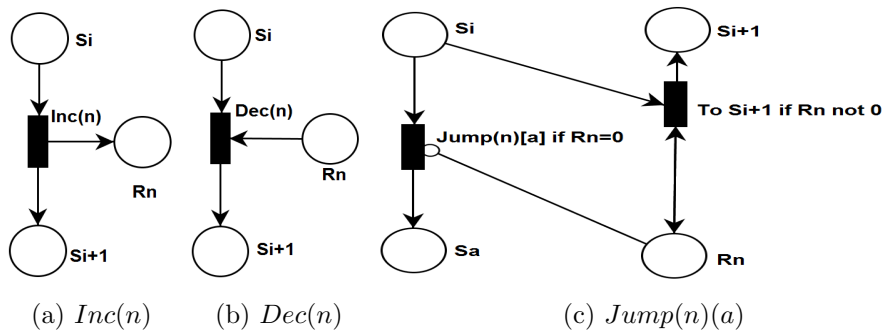 Si
Inc(n)
Rn
Si+1
Si
Dec(n)
Rn
Si+1
Si
Si+1
To Si+1 if Rn not 0
Jump(n)[a] if Rn=0
Sa
Rn
(a) Inc(n)
(b) Dec(n)
(c) Jump(n)(a)